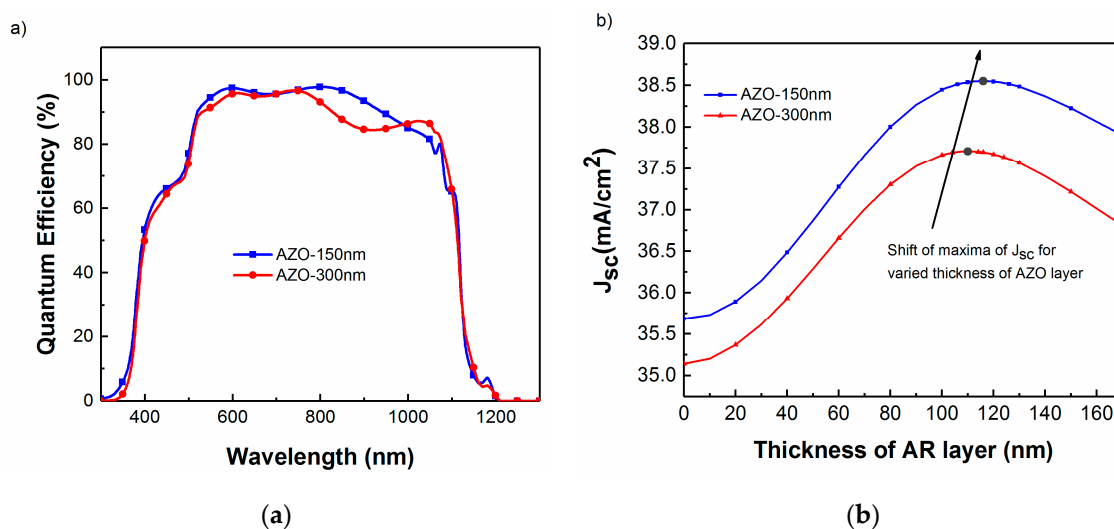 a)
Quantum Efficiency (%)
100
80
60
40
20
0
AZO-150nm
AZO-300nm
400 600 800 1000 1200
Wavelength (nm)
(a)
b)
J_SC (mA/cm²)
39.0
38.5
38.0
37.5
37.0
36.5
36.0
35.5
35.0
AZO-150nm
AZO-300nm
Shift of maxima of J_SC for
varied thickness of AZO layer
0 20 40 60 80 100 120 140 160
Thickness of AR layer (nm)
(b)